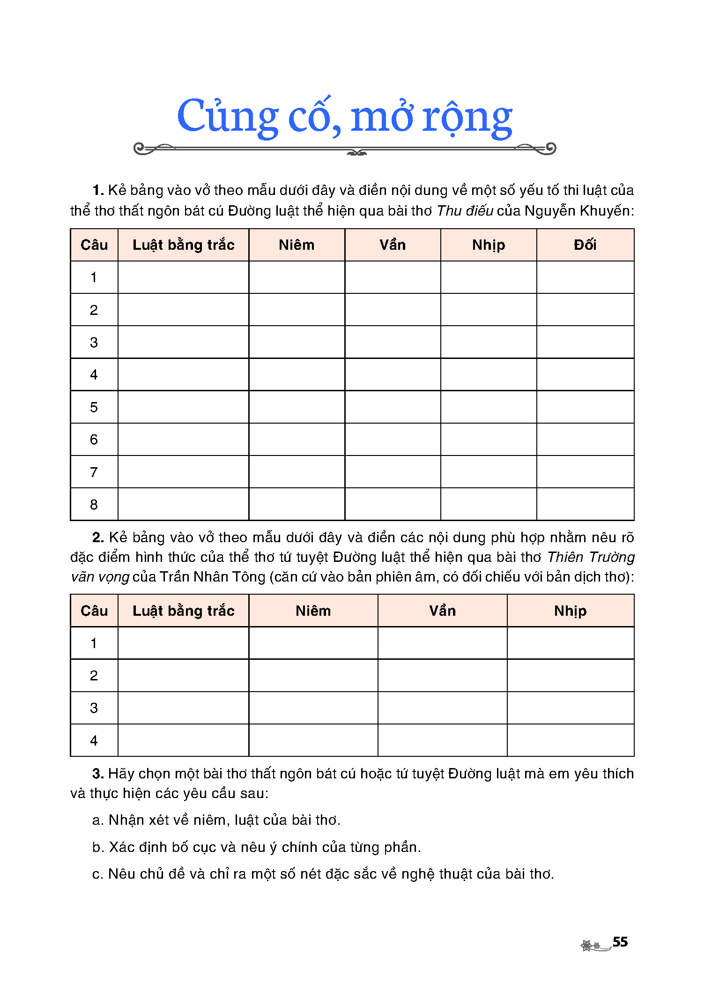 Củng cố, mở rộng
1. Kẻ bảng vào vở theo mẫu dưới đây và điền nội dung về một số yếu tố thi luật của
thể thơ thất ngôn bát cú Đường luật thể hiện qua bài thơ Thu điếu của Nguyễn Khuyến:
Câu Luật bằng trắc Niêm Vần Nhịp Đối
1
2
3
4
5
6
7
8
2. Kẻ bảng vào vở theo mẫu dưới đây và điền các nội dung phù hợp nhằm nêu rõ
đặc điểm hình thức của thể thơ tứ tuyệt Đường luật thể hiện qua bài thơ Thiên Trường
vãn vọng của Trần Nhân Tông (căn cứ vào bản phiên âm, có đối chiếu với bản dịch thơ):
Câu Luật bằng trắc Niêm Vần Nhịp
1
2
3
4
3. Hãy chọn một bài thơ thất ngôn bát cú hoặc tứ tuyệt Đường luật mà em yêu thích
và thực hiện các yêu cầu sau:
a. Nhận xét về niêm, luật của bài thơ.
b. Xác định bố cục và nêu ý chính của từng phần.
c. Nêu chủ đề và chỉ ra một số nét đặc sắc về nghệ thuật của bài thơ.
55